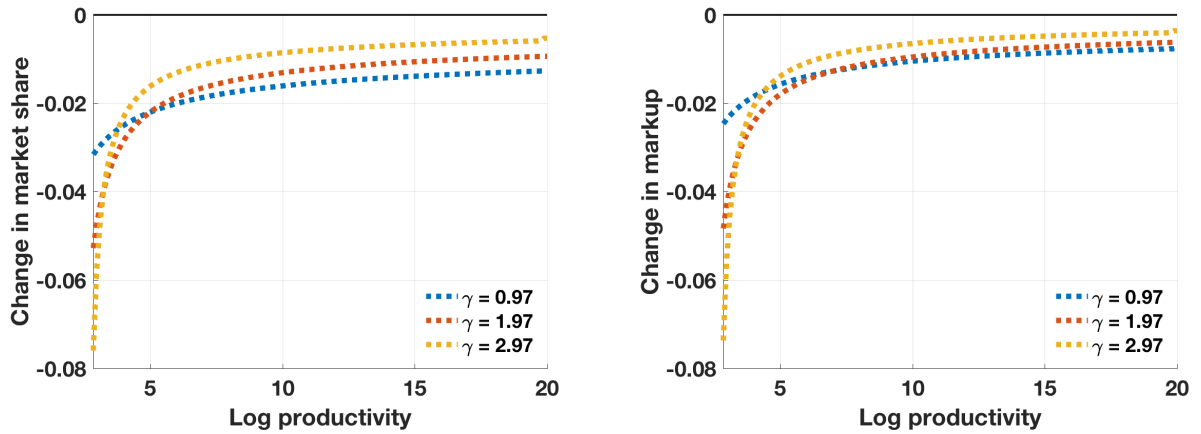 0
-0.02
-0.04
-0.06
-0.08
Change in market share
5
10
15
20
Log productivity
γ = 0.97
γ = 1.97
γ = 2.97
0
-0.02
-0.04
-0.06
-0.08
Change in markup
5
10
15
20
Log productivity
γ = 0.97
γ = 1.97
γ = 2.97